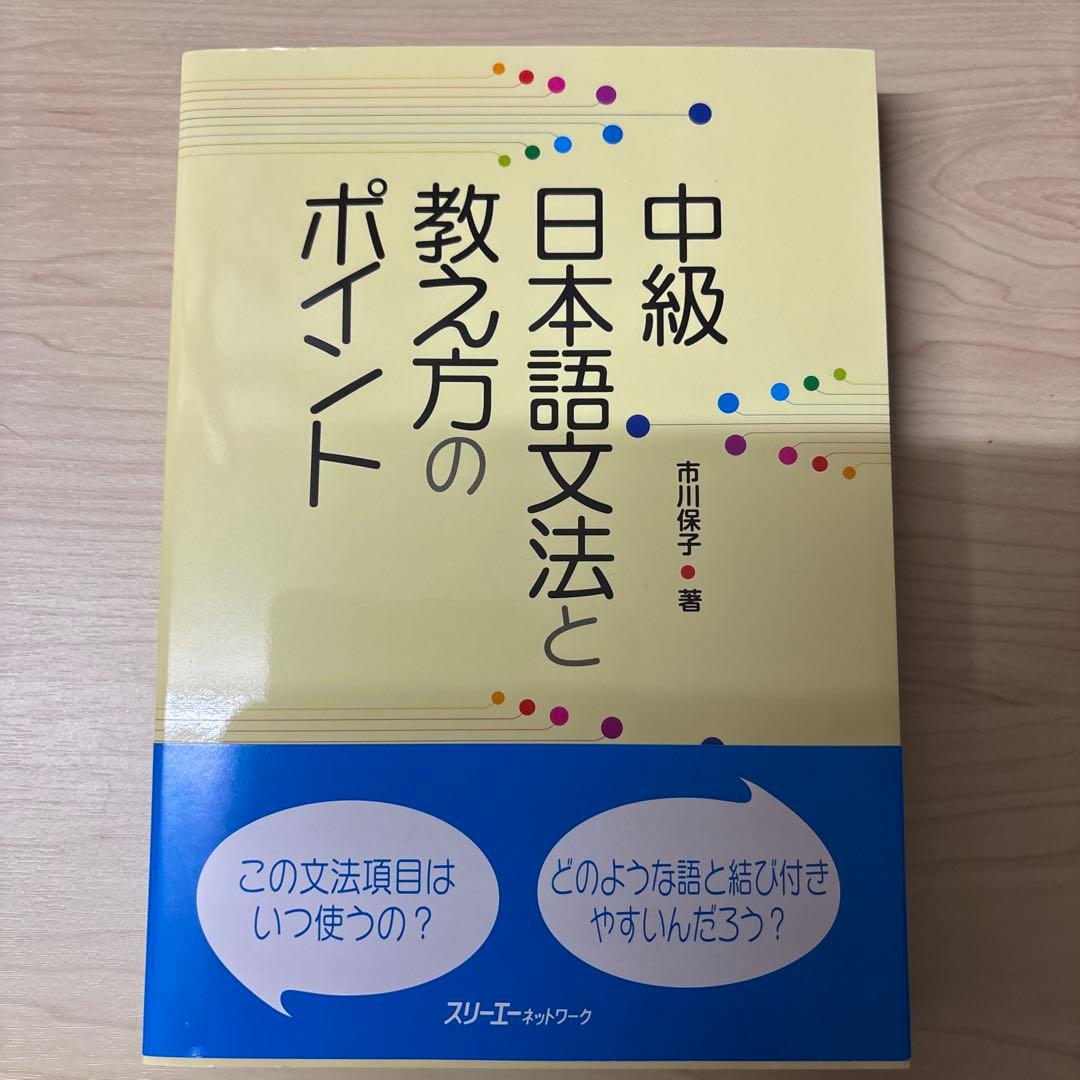 中級
日本語文法と
教え方の
ポイント
市川保子●著
この文法項目は
いつ使うの？
どのような語と結び付き
やすいんだろう？
スリーエーネットワーク